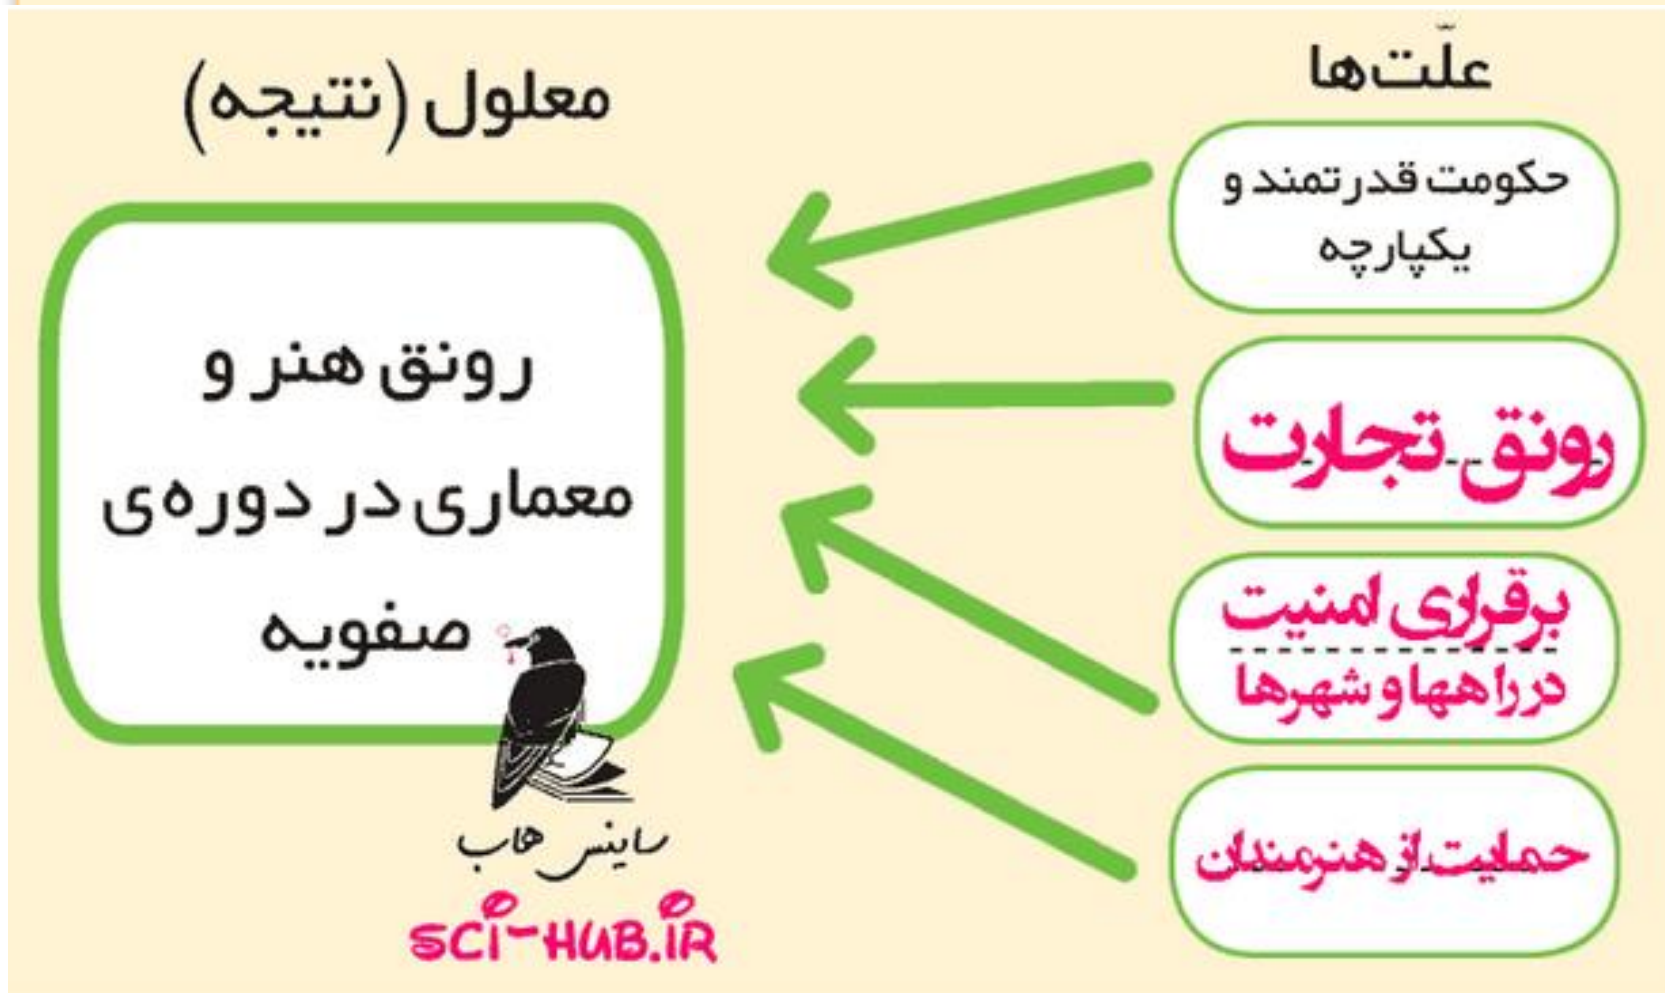 علّت‌ها
حکومت قدرتمند و
یکپارچه
رونق تجارت
برقراری امنیت
در راهها و شهرها
حمایت از هنرمندان
معلول (نتیجه)
رونق هنر و
معماری در دوره‌ی
صفویه
ساینس هاب
SCI-HUB.IR